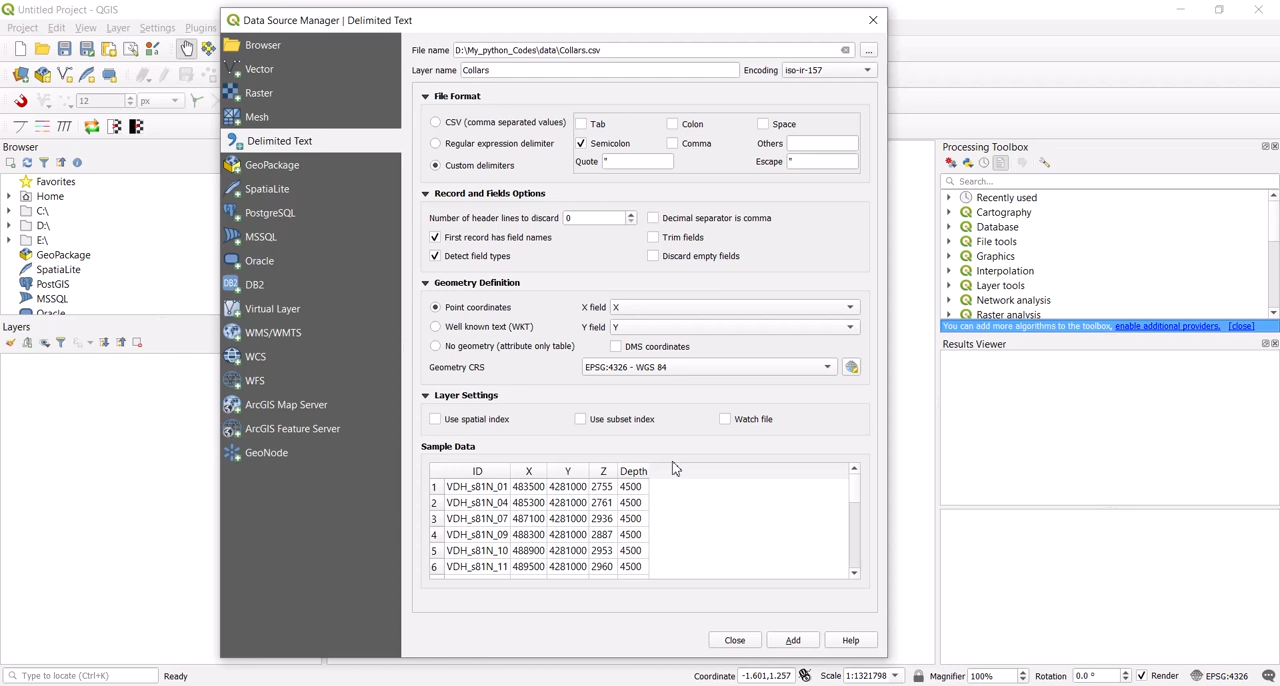 Untitled Project - QGIS
Project Edit View Layer Settings Plugins
12 px
Browser
Favorites
Home
C:\
D:\
E:\
GeoPackage
SpatiaLite
PostGIS
MSSQL
Oracle
Layers
Data Source Manager | Delimited Text
Browser
Vector
Raster
Mesh
Delimited Text
GeoPackage
SpatiaLite
PostgreSQL
MSSQL
Oracle
DB2
Virtual Layer
WMS/WMTS
WCS
WFS
ArcGIS Map Server
ArcGIS Feature Server
GeoNode
File name D:\My_python_Codes\data\Collars.csv ...
Layer name Collars Encoding iso-ir-157
File Format
CSV (comma separated values) Tab Colon Space
Regular expression delimiter Semicolon Comma Others
Custom delimiters Quote " Escape "
Record and Fields Options
Number of header lines to discard 0 Decimal separator is comma
First record has field names Trim fields
Detect field types Discard empty fields
Geometry Definition
Point coordinates X field X
Well known text (WKT) Y field Y
No geometry (attribute only table) DMS coordinates
Geometry CRS EPSG:4326 - WGS 84
Layer Settings
Use spatial index Use subset index Watch file
Sample Data
ID X Y Z Depth
1 VDH_s81N_01 483500 4281000 2755 4500
2 VDH_s81N_04 485300 4281000 2761 4500
3 VDH_s81N_07 487100 4281000 2936 4500
4 VDH_s81N_09 488300 4281000 2887 4500
5 VDH_s81N_10 488900 4281000 2953 4500
6 VDH_s81N_11 489500 4281000 2960 4500
Close Add Help
Processing Toolbox
Search...
Recently used
Cartography
Database
File tools
Graphics
Interpolation
Layer tools
Network analysis
Raster analysis
You can add more algorithms to the toolbox, enable additional providers. [close]
Results Viewer
Type to locate (Ctrl+K) Ready Coordinate -1.601,1.257 Scale 1:1321798 Magnifier 100% Rotation 0.0 ° Render EPSG:4326